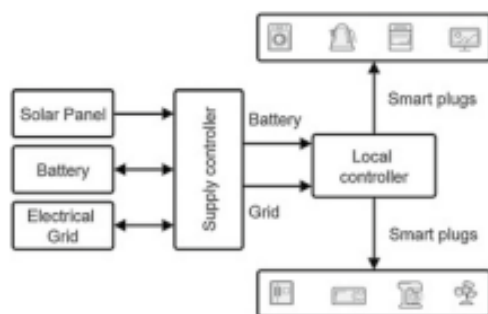 Smart plugs
Solar Panel
Battery
Electrical
Grid
Supply controller
Battery
Grid
Local
controller
Smart plugs